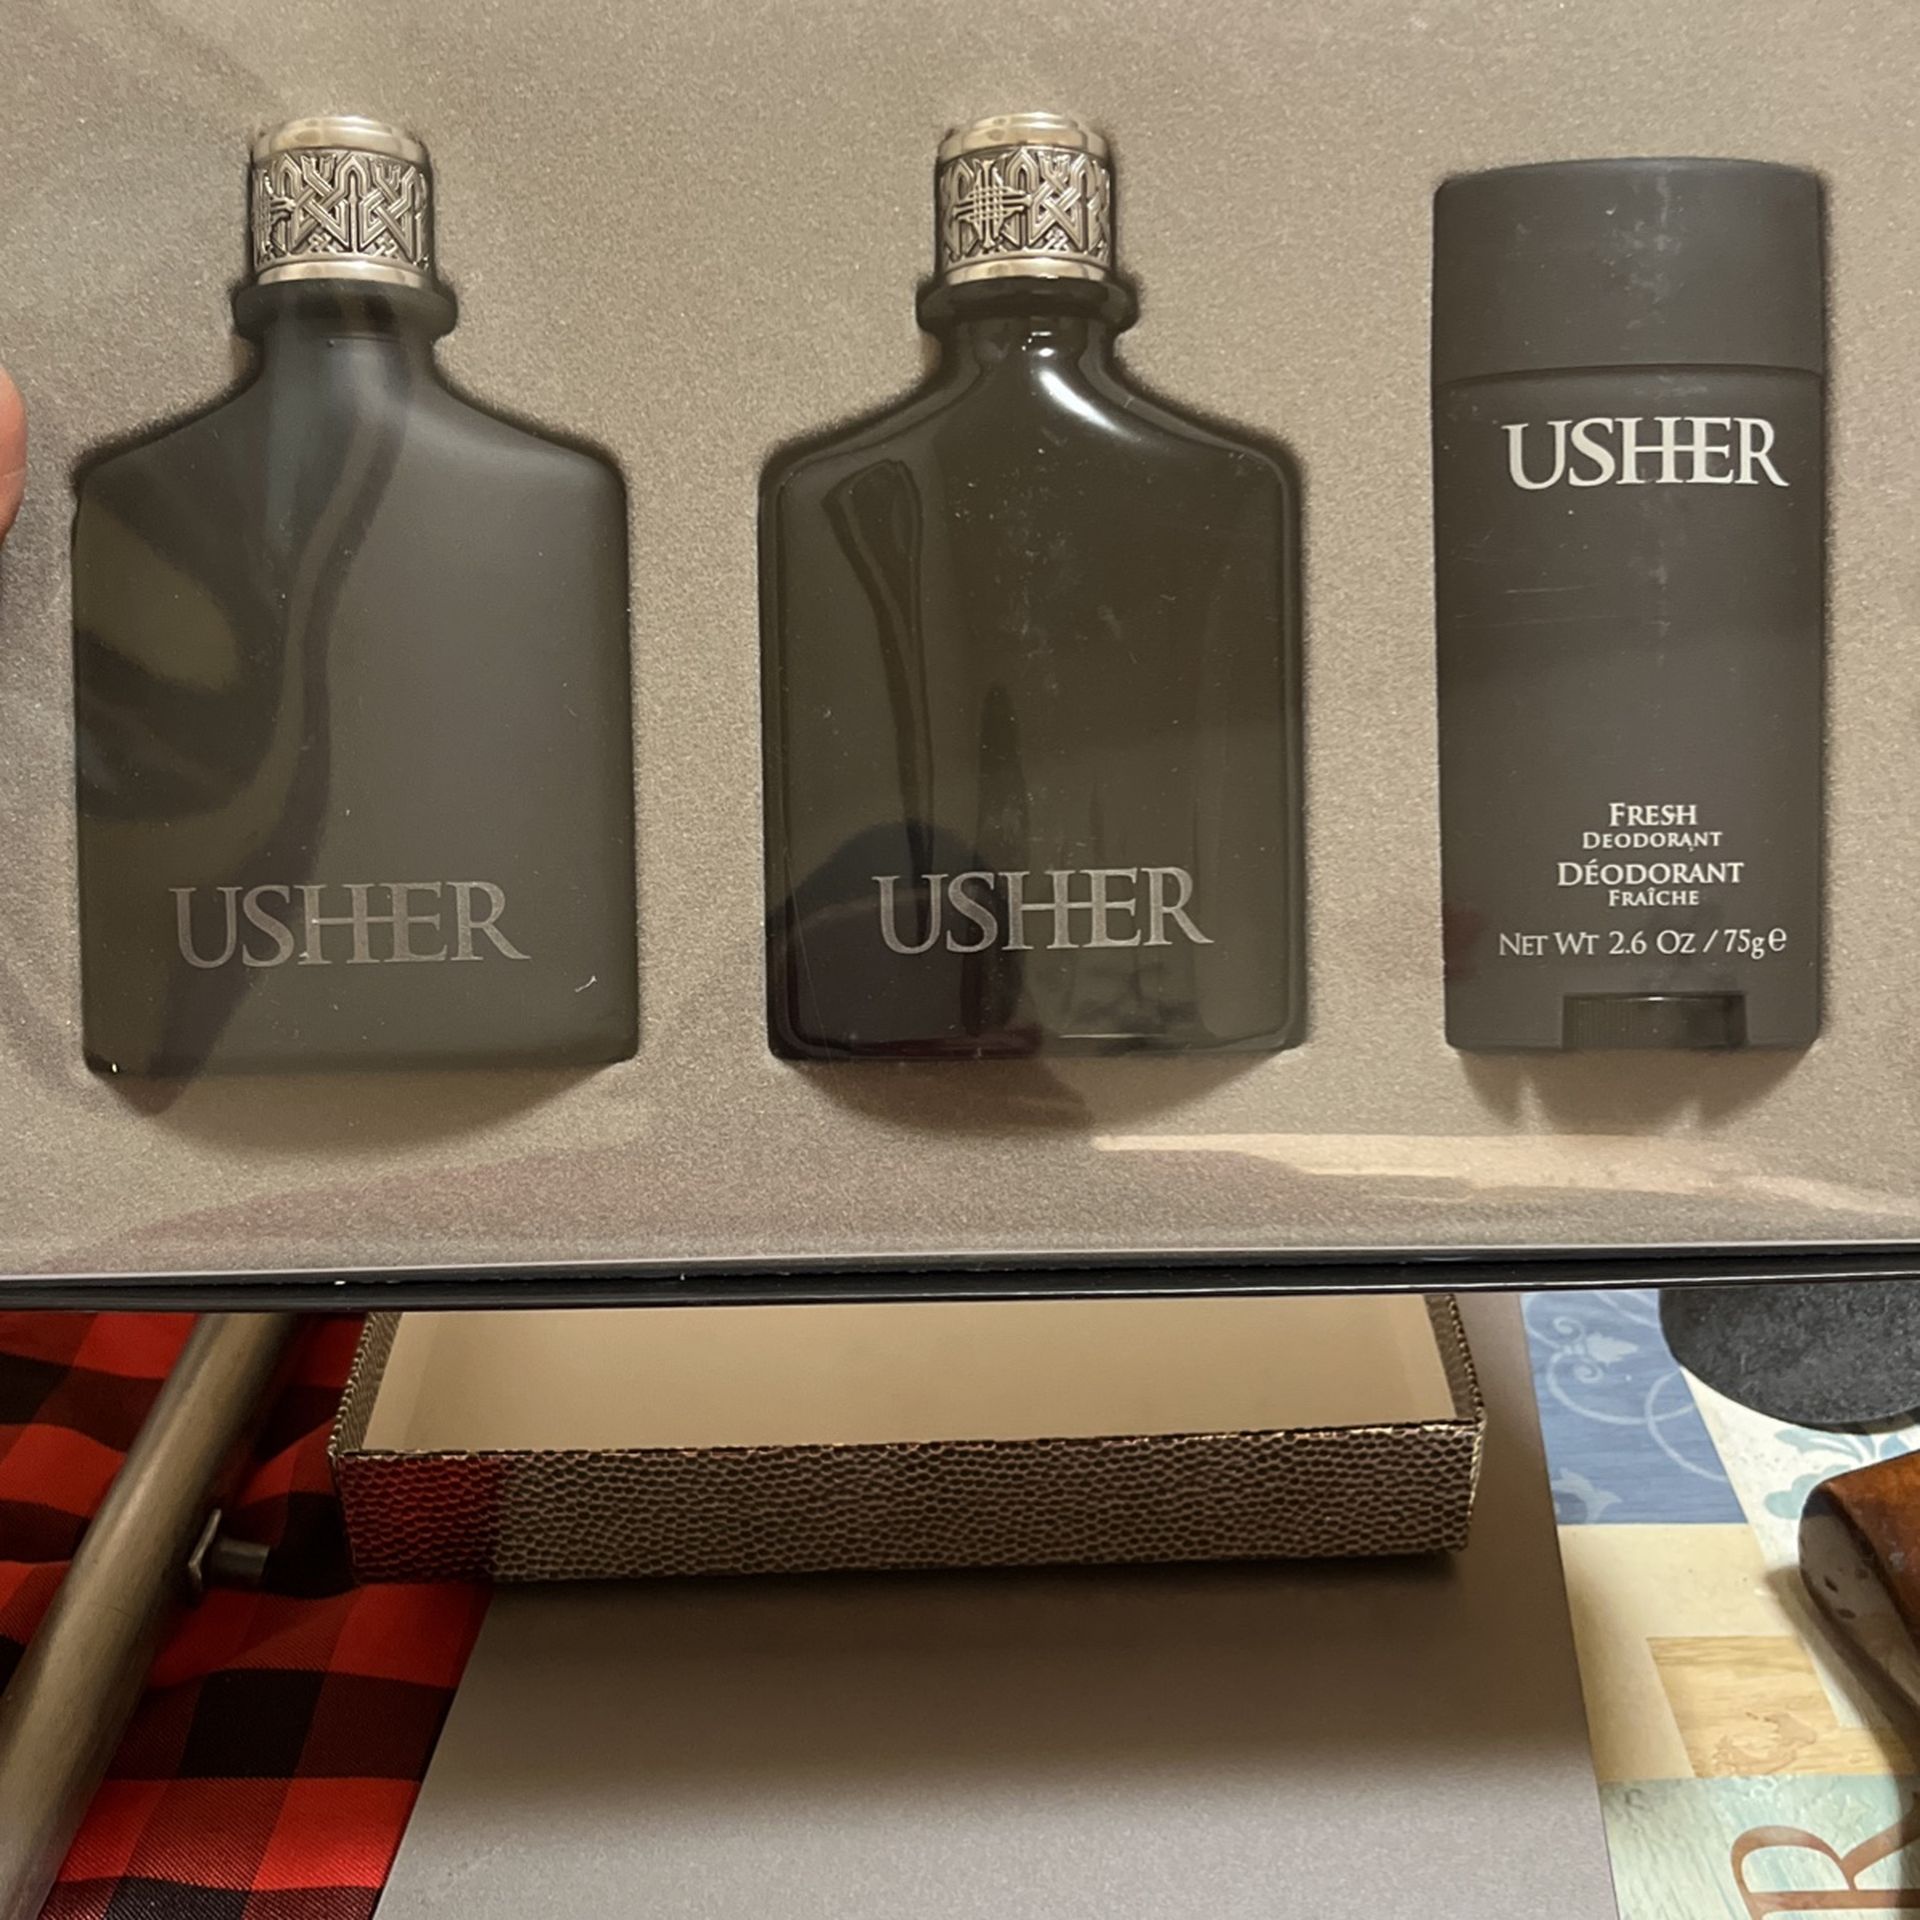 USHER
USHER
USHER
FRESH
DEODORANT
DÉODORANT
FRAÎCHE
NET WT 2.6 OZ / 75g e
R